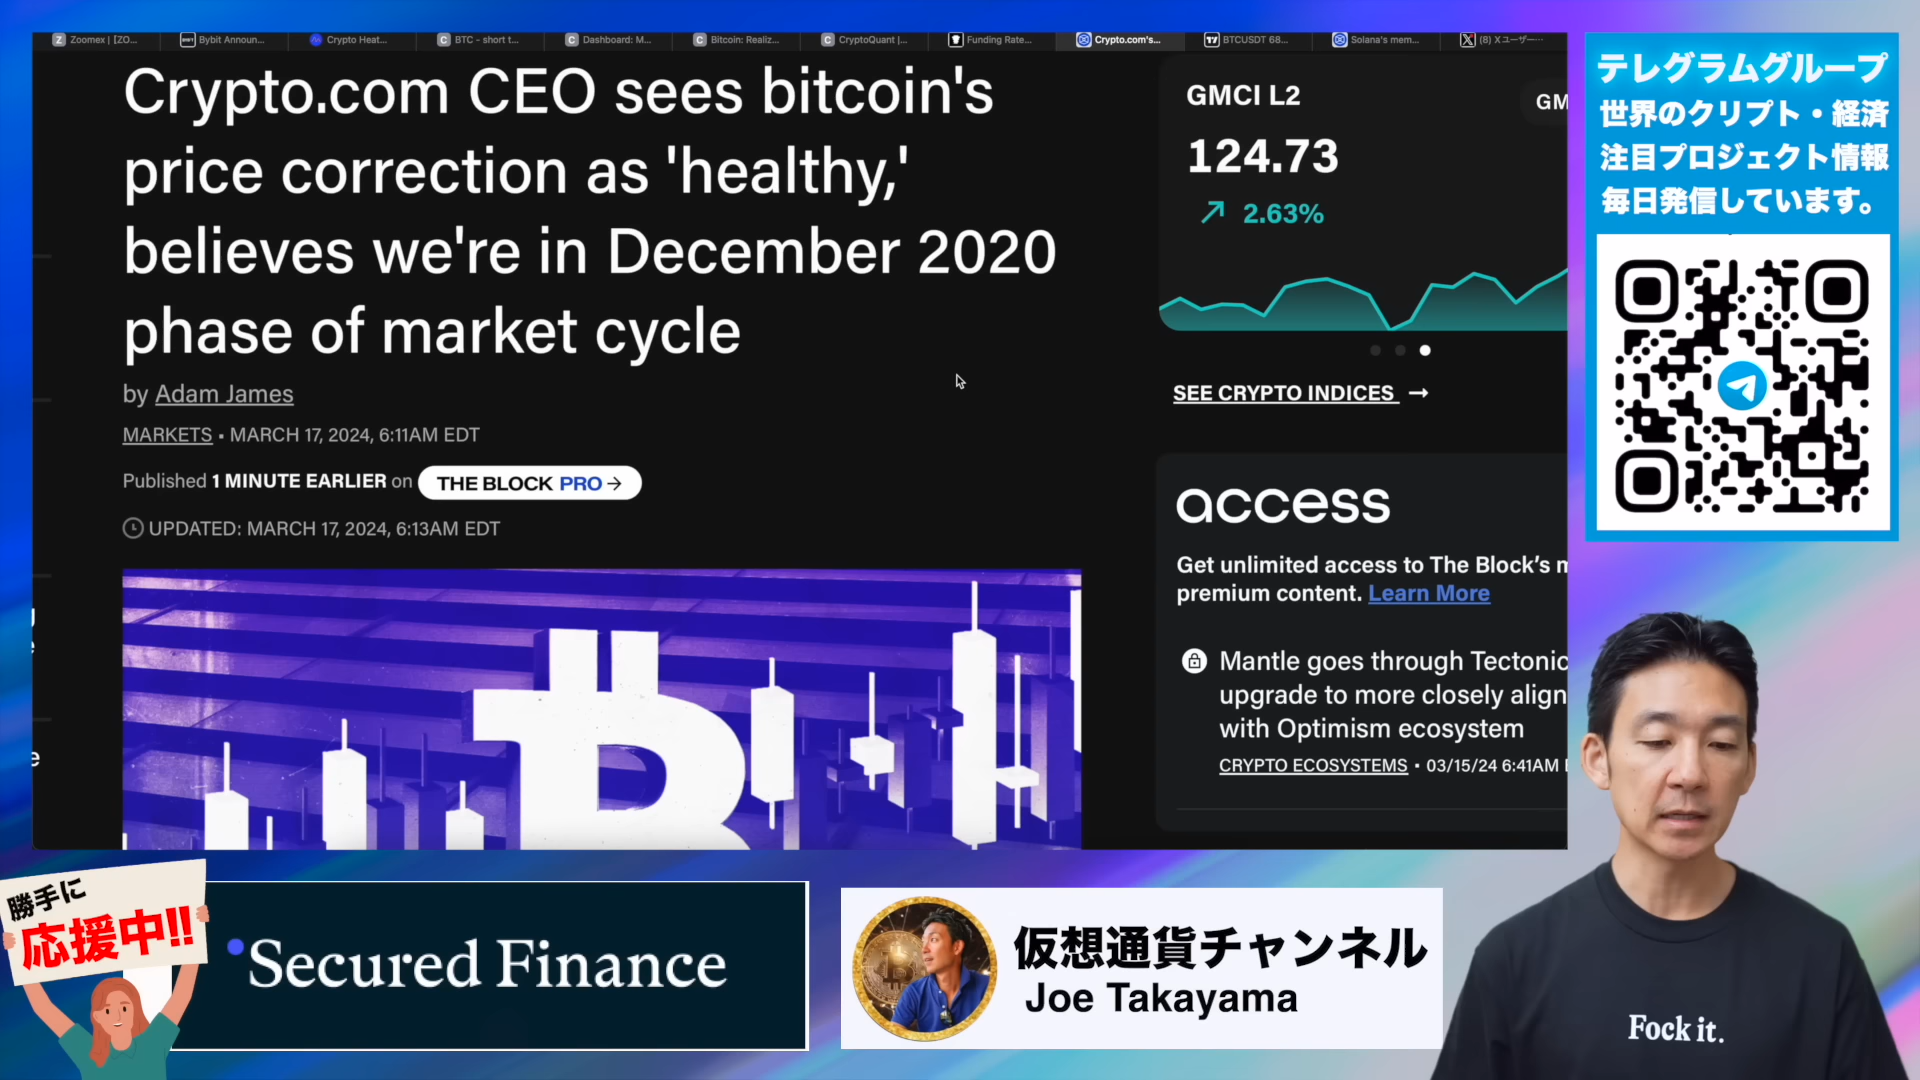 Zoomex | [ZO...
Bybit Announ...
Crypto Heat...
BTC - short t...
Dashboard: M...
Bitcoin: Realiz...
CryptoQuant |...
Funding Rate...
Crypto.com's...
BTCUSDT 68...
Solana's mem...
(8) Xユーザー…
Crypto.com CEO sees bitcoin's
price correction as 'healthy,'
believes we're in December 2020
phase of market cycle
by Adam James
MARKETS • MARCH 17, 2024, 6:11AM EDT
Published 1 MINUTE EARLIER on THE BLOCK PRO→
UPDATED: MARCH 17, 2024, 6:13AM EDT
GMCI L2
GM
124.73
2.63%
SEE CRYPTO INDICES →
access
Get unlimited access to The Block's m
premium content. Learn More
Mantle goes through Tectonic
upgrade to more closely align
with Optimism ecosystem
CRYPTO ECOSYSTEMS • 03/15/24 6:41AM
テレグラムグループ
世界のクリプト・経済
注目プロジェクト情報
毎日発信しています。
勝手に
応援中!!
Secured Finance
仮想通貨チャンネル
Joe Takayama
Fock it.